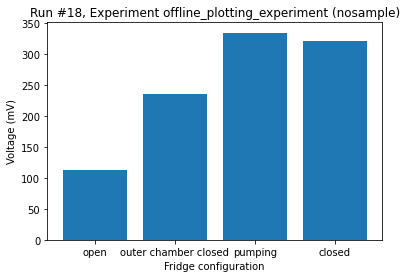 Run #18, Experiment offline_plotting_experiment (nosample)
350
300
250
200
150
100
50
0
Voltage (mV)
open outer chamber closed pumping closed
Fridge configuration